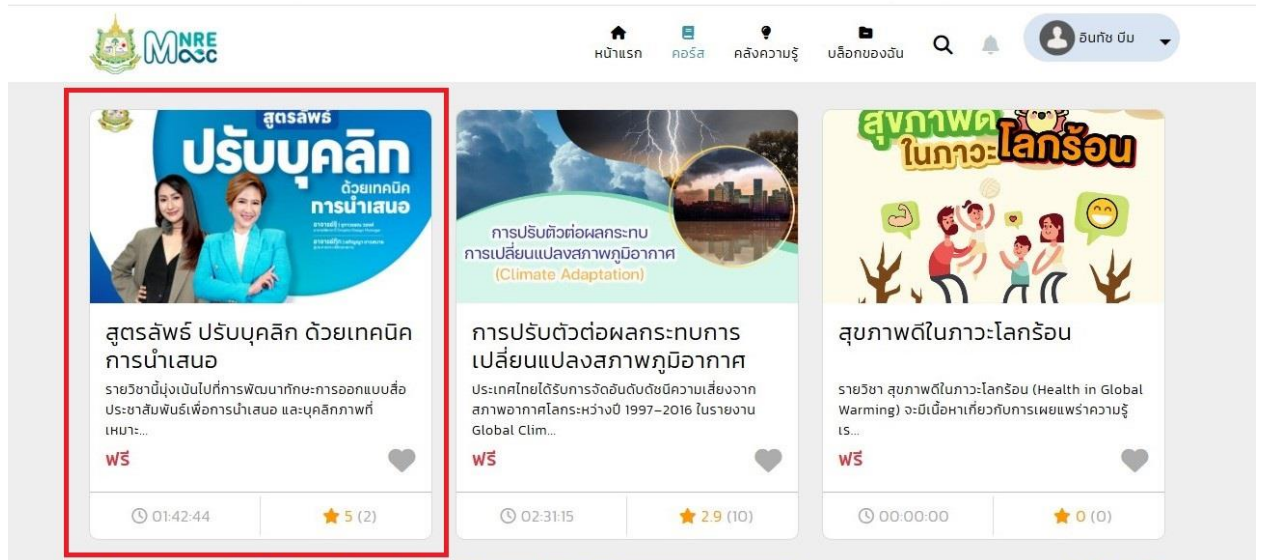 MNRE
MOOC
หน้าแรก
คอร์ส
คลังความรู้
บล็อกของฉัน
อินทัช บีม
สูตรลัพธ์
ปรับบุคลิก
ด้วยเทคนิค
การนำเสนอ
สูตรลัพธ์ ปรับบุคลิก ด้วยเทคนิค
การนำเสนอ
รายวิชานี้มุ่งเน้นไปที่การพัฒนาทักษะการออกแบบสื่อ
ประชาสัมพันธ์เพื่อการนำเสนอ และบุคลิกภาพที่
เหมาะ...
ฟรี
01:42:44
5 (2)
การปรับตัวต่อผลกระทบ
การเปลี่ยนแปลงสภาพภูมิอากาศ
(Climate Adaptation)
การปรับตัวต่อผลกระทบการ
เปลี่ยนแปลงสภาพภูมิอากาศ
ประเทศไทยได้รับการจัดอันดับดัชนีความเสี่ยงจาก
สภาพอากาศโลกระหว่างปี 1997–2016 ในรายงาน
Global Clim...
ฟรี
02:31:15
2.9 (10)
สุขภาพดี
ในภาวะโลกร้อน
สุขภาพดีในภาวะโลกร้อน
รายวิชา สุขภาพดีในภาวะโลกร้อน (Health in Global
Warming) จะมีเนื้อหาเกี่ยวกับการเผยแพร่ความรู้
เร...
ฟรี
00:00:00
0 (0)